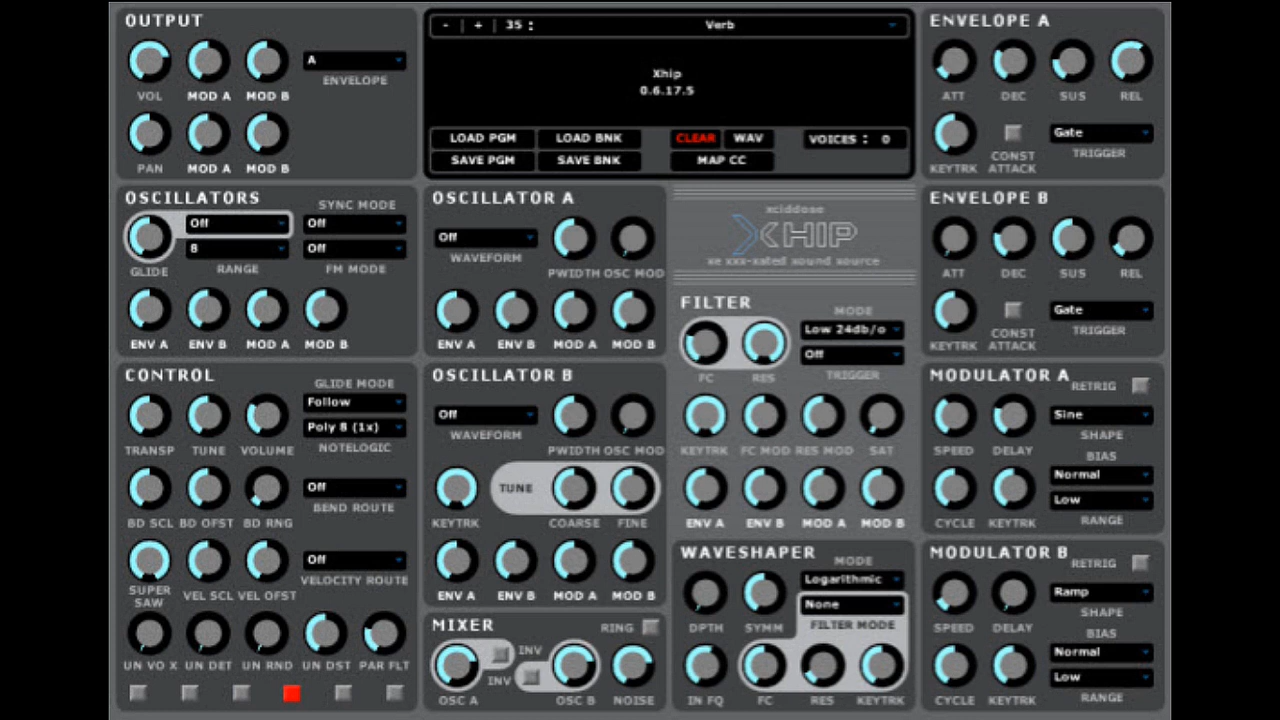 OUTPUT
VOL MOD A MOD B
A
ENVELOPE
PAN MOD A MOD B
- | + | 35 : Verb
Xhip
0.6.17.5
LOAD PGM LOAD BNK CLEAR WAV VOICES : 0
SAVE PGM SAVE BNK MAP CC
ENVELOPE A
ATT DEC SUS REL
KEYTRK CONST ATTACK
Gate
TRIGGER
OSCILLATORS
SYNC MODE
Off Off
8 Off
GLIDE RANGE FM MODE
ENV A ENV B MOD A MOD B
OSCILLATOR A
Off
WAVEFORM
PWIDTH OSC MOD
ENV A ENV B MOD A MOD B
xciddose
XHIP
xe xxx-xated xound xource
ENVELOPE B
ATT DEC SUS REL
KEYTRK CONST ATTACK
Gate
TRIGGER
FILTER
MODE
Low 24db/o
Off
FC RES TRIGGER
KEYTRK FC MOD RES MOD SAT
ENV A ENV B MOD A MOD B
CONTROL
GLIDE MODE
Follow
Poly 8 (1x)
TRANSP TUNE VOLUME NOTELOGIC
Off
BD SCL BD OFST BD RNG BEND ROUTE
Off
VELOCITY ROUTE
SUPER SAW VEL SCL VEL OFST
UN VO X UN DET UN RND UN DST PAR FLT
OSCILLATOR B
Off
WAVEFORM
PWIDTH OSC MOD
TUNE
KEYTRK COARSE FINE
ENV A ENV B MOD A MOD B
MIXER
RING
INV
INV
OSC A OSC B NOISE
WAVESHAPER
MODE
Logarithmic
None
DPTH SYMM FILTER MODE
IN FQ FC RES KEYTRK
MODULATOR A
RETRIG
Sine
SPEED DELAY SHAPE
BIAS
Normal
Low
CYCLE KEYTRK RANGE
MODULATOR B
RETRIG
Ramp
SPEED DELAY SHAPE
BIAS
Normal
Low
CYCLE KEYTRK RANGE